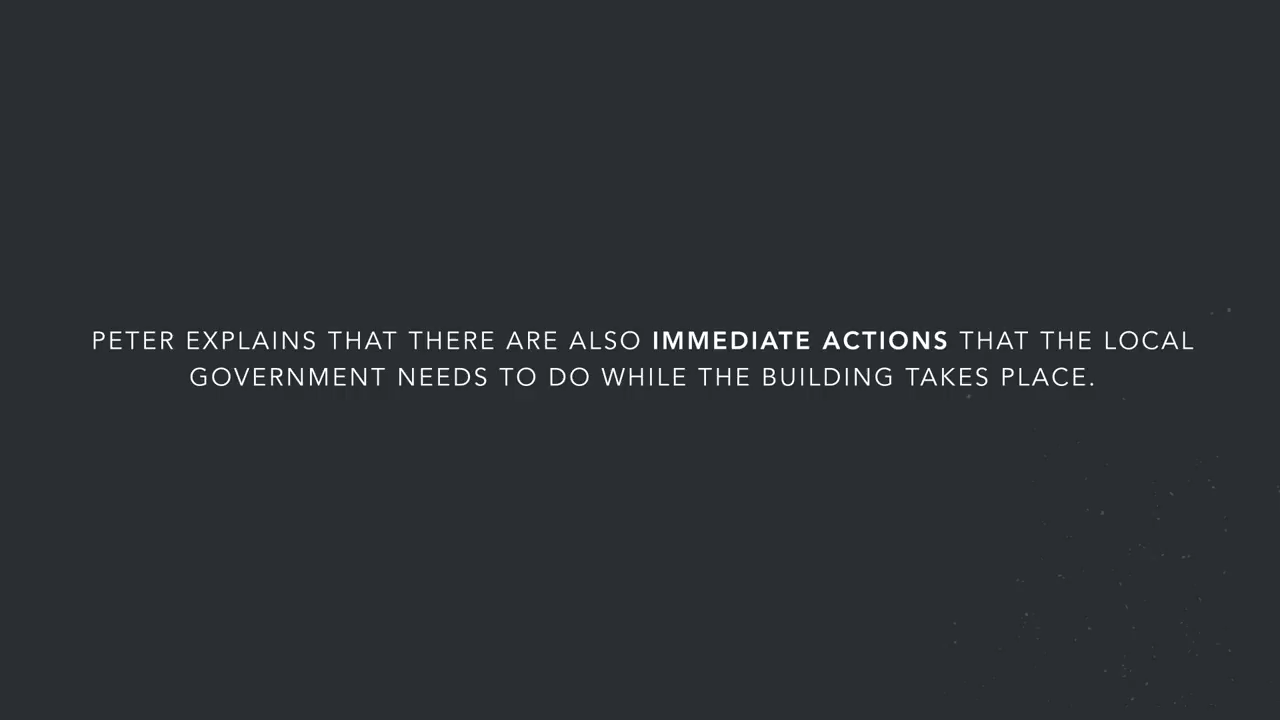 PETER EXPLAINS THAT THERE ARE ALSO IMMEDIATE ACTIONS THAT THE LOCAL
GOVERNMENT NEEDS TO DO WHILE THE BUILDING TAKES PLACE.